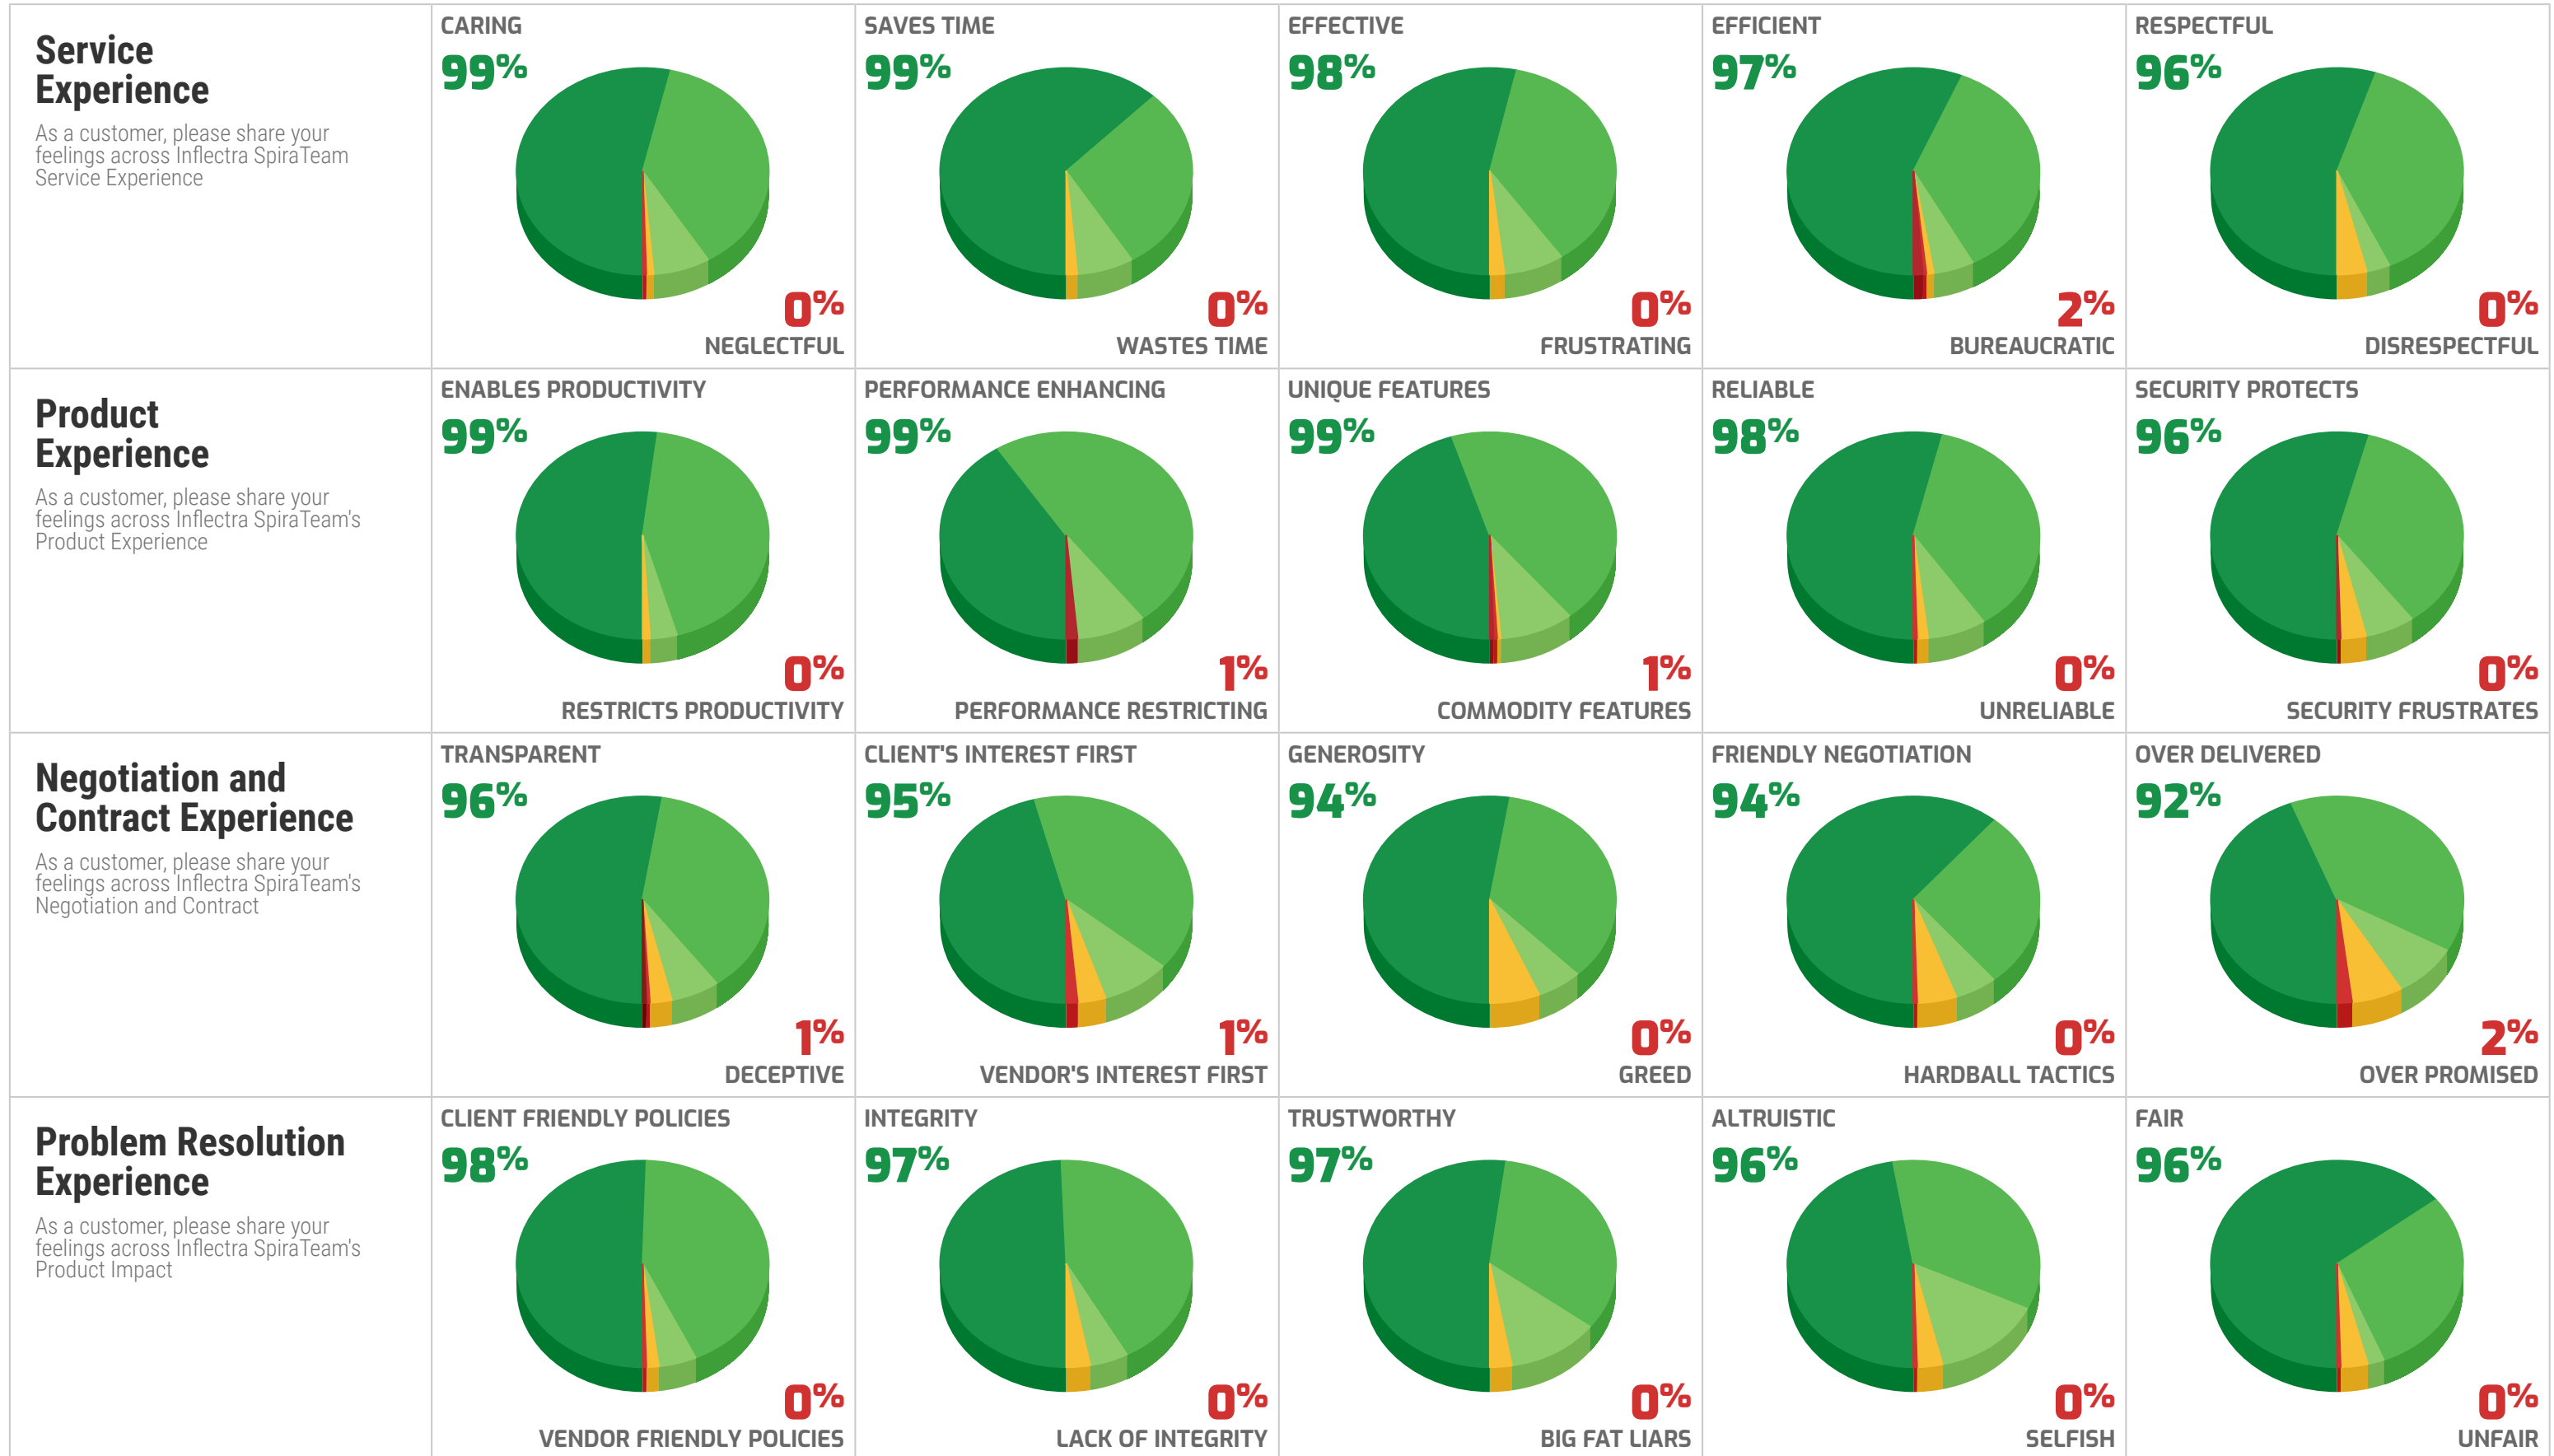 Service
Experience
As a customer, please share your
feelings across Inflectra SpiraTeam
Service Experience
CARING
99%
0%
NEGLECTFUL
SAVES TIME
99%
0%
WASTES TIME
EFFECTIVE
98%
0%
FRUSTRATING
EFFICIENT
97%
2%
BUREAUCRATIC
RESPECTFUL
96%
0%
DISRESPECTFUL
Product
Experience
As a customer, please share your
feelings across Inflectra SpiraTeam's
Product Experience
ENABLES PRODUCTIVITY
99%
0%
RESTRICTS PRODUCTIVITY
PERFORMANCE ENHANCING
99%
1%
PERFORMANCE RESTRICTING
UNIQUE FEATURES
99%
1%
COMMODITY FEATURES
RELIABLE
98%
0%
UNRELIABLE
SECURITY PROTECTS
96%
0%
SECURITY FRUSTRATES
Negotiation and
Contract Experience
As a customer, please share your
feelings across Inflectra SpiraTeam's
Negotiation and Contract
TRANSPARENT
96%
1%
DECEPTIVE
CLIENT'S INTEREST FIRST
95%
1%
VENDOR'S INTEREST FIRST
GENEROSITY
94%
0%
GREED
FRIENDLY NEGOTIATION
94%
0%
HARDBALL TACTICS
OVER DELIVERED
92%
2%
OVER PROMISED
Problem Resolution
Experience
As a customer, please share your
feelings across Inflectra SpiraTeam's
Product Impact
CLIENT FRIENDLY POLICIES
98%
0%
VENDOR FRIENDLY POLICIES
INTEGRITY
97%
0%
LACK OF INTEGRITY
TRUSTWORTHY
97%
0%
BIG FAT LIARS
ALTRUISTIC
96%
0%
SELFISH
FAIR
96%
0%
UNFAIR